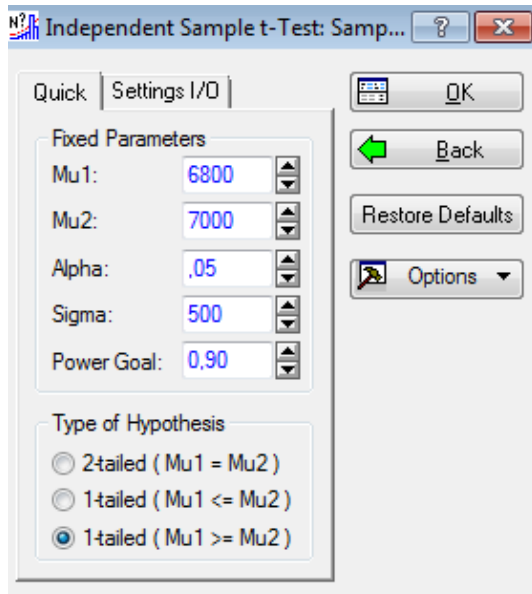 Independent Sample t-Test: Samp...
Quick
Settings I/O
Fixed Parameters
Mu1: 6800
Mu2: 7000
Alpha: ,05
Sigma: 500
Power Goal: 0,90
Type of Hypothesis
2-tailed ( Mu1 = Mu2 )
1-tailed ( Mu1 <= Mu2 )
1-tailed ( Mu1 >= Mu2 )
OK
Back
Restore Defaults
Options